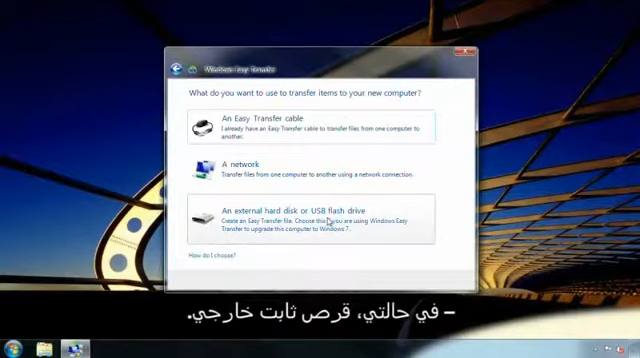 Windows Easy Transfer
What do you want to use to transfer items to your new computer?
An Easy Transfer cable
I already have an Easy Transfer cable to transfer files from one computer to
another.
A network
Transfer files from one computer to another using a network connection.
An external hard disk or USB flash drive
Create an Easy Transfer file. Choose this if you are using Windows Easy
Transfer to upgrade this computer to Windows 7.
How do I choose?
– في حالتي، قرص ثابت خارجي.